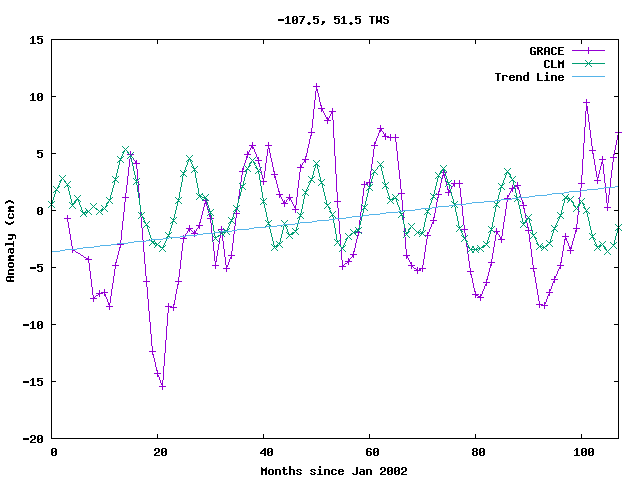 -107.5, 51.5 TWS
GRACE
CLM
Trend Line
15
10
5
0
-5
-10
-15
-20
Anomaly (cm)
0 20 40 60 80 100
Months since Jan 2002